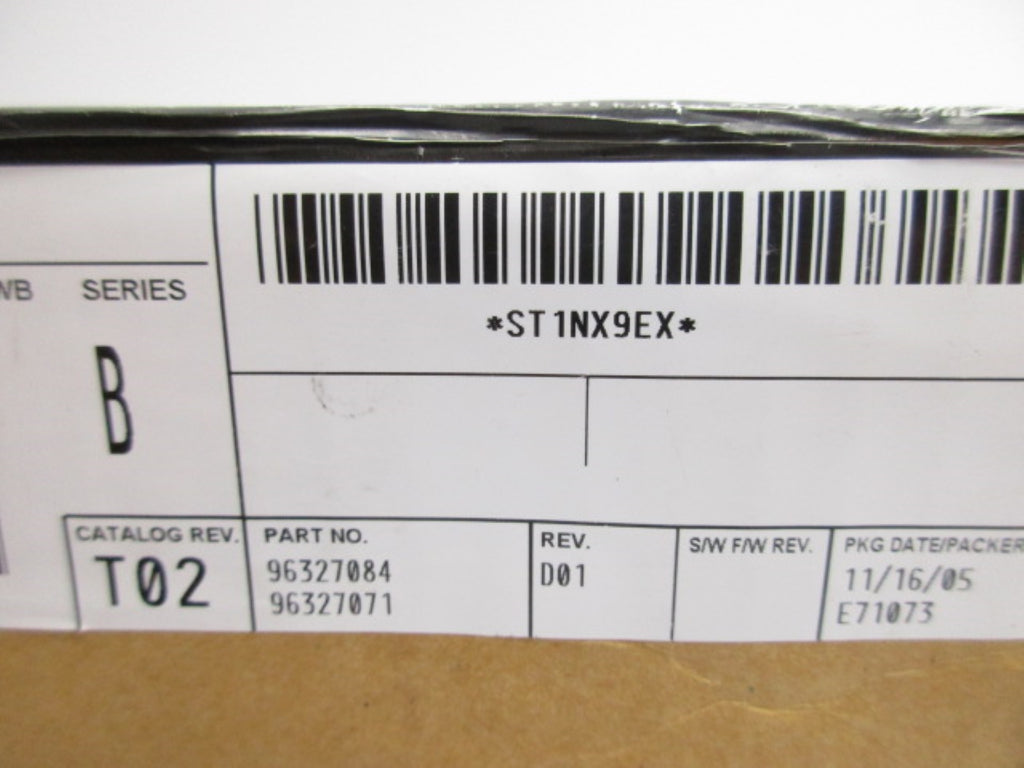 *ST1NX9EX*
SERIES
B
CATALOG REV.
T02
PART NO.
96327084
96327071
REV.
D01
S/W F/W REV.
PKG DATE/PACKER
11/16/05
E71073